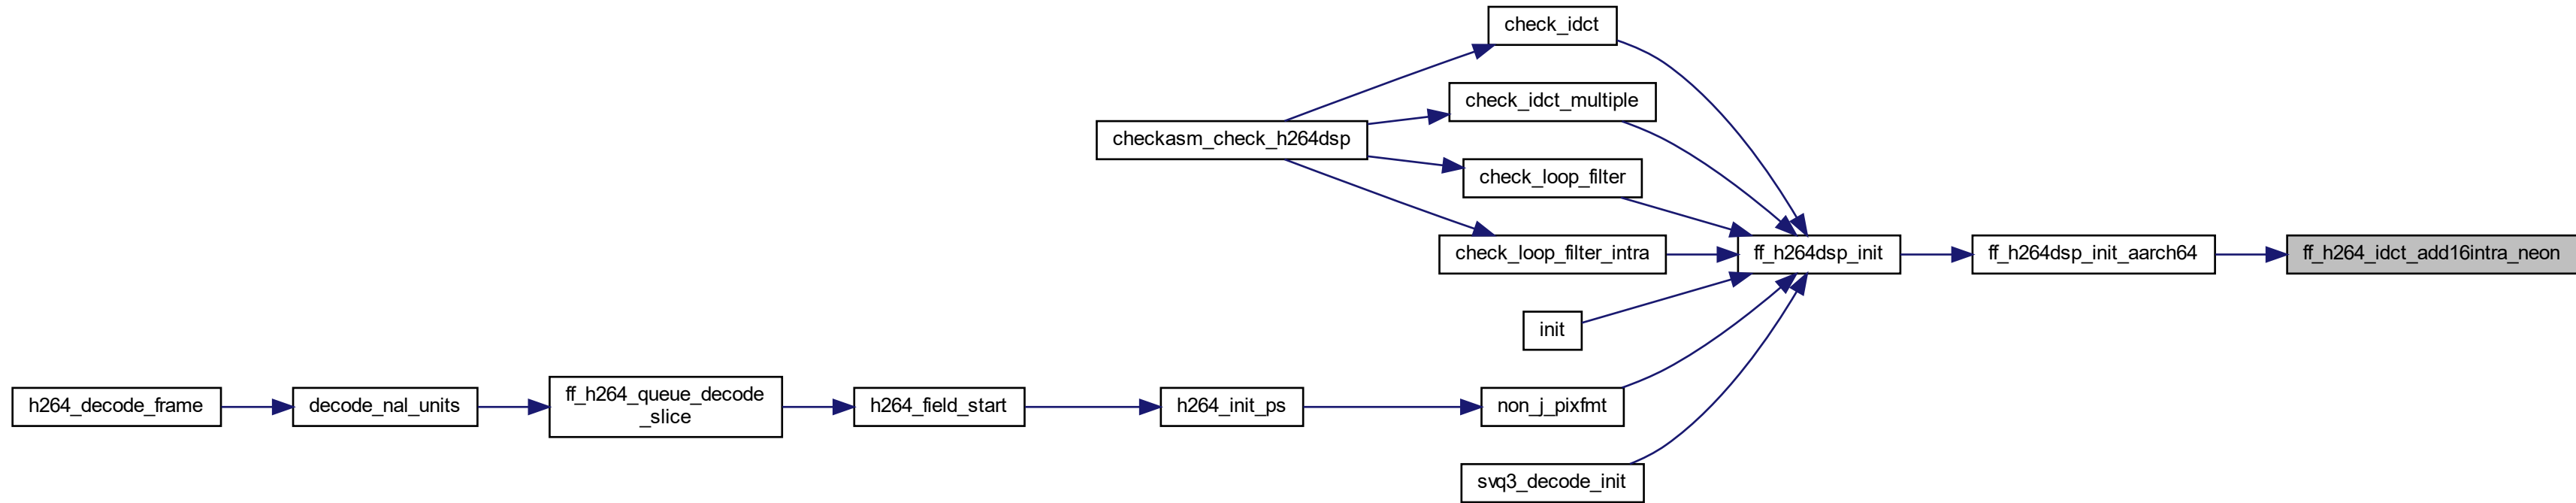 check_idct
check_idct_multiple
checkasm_check_h264dsp
check_loop_filter
check_loop_filter_intra
ff_h264dsp_init
ff_h264dsp_init_aarch64
ff_h264_idct_add16intra_neon
init
h264_decode_frame
decode_nal_units
ff_h264_queue_decode
_slice
h264_field_start
h264_init_ps
non_j_pixfmt
svq3_decode_init